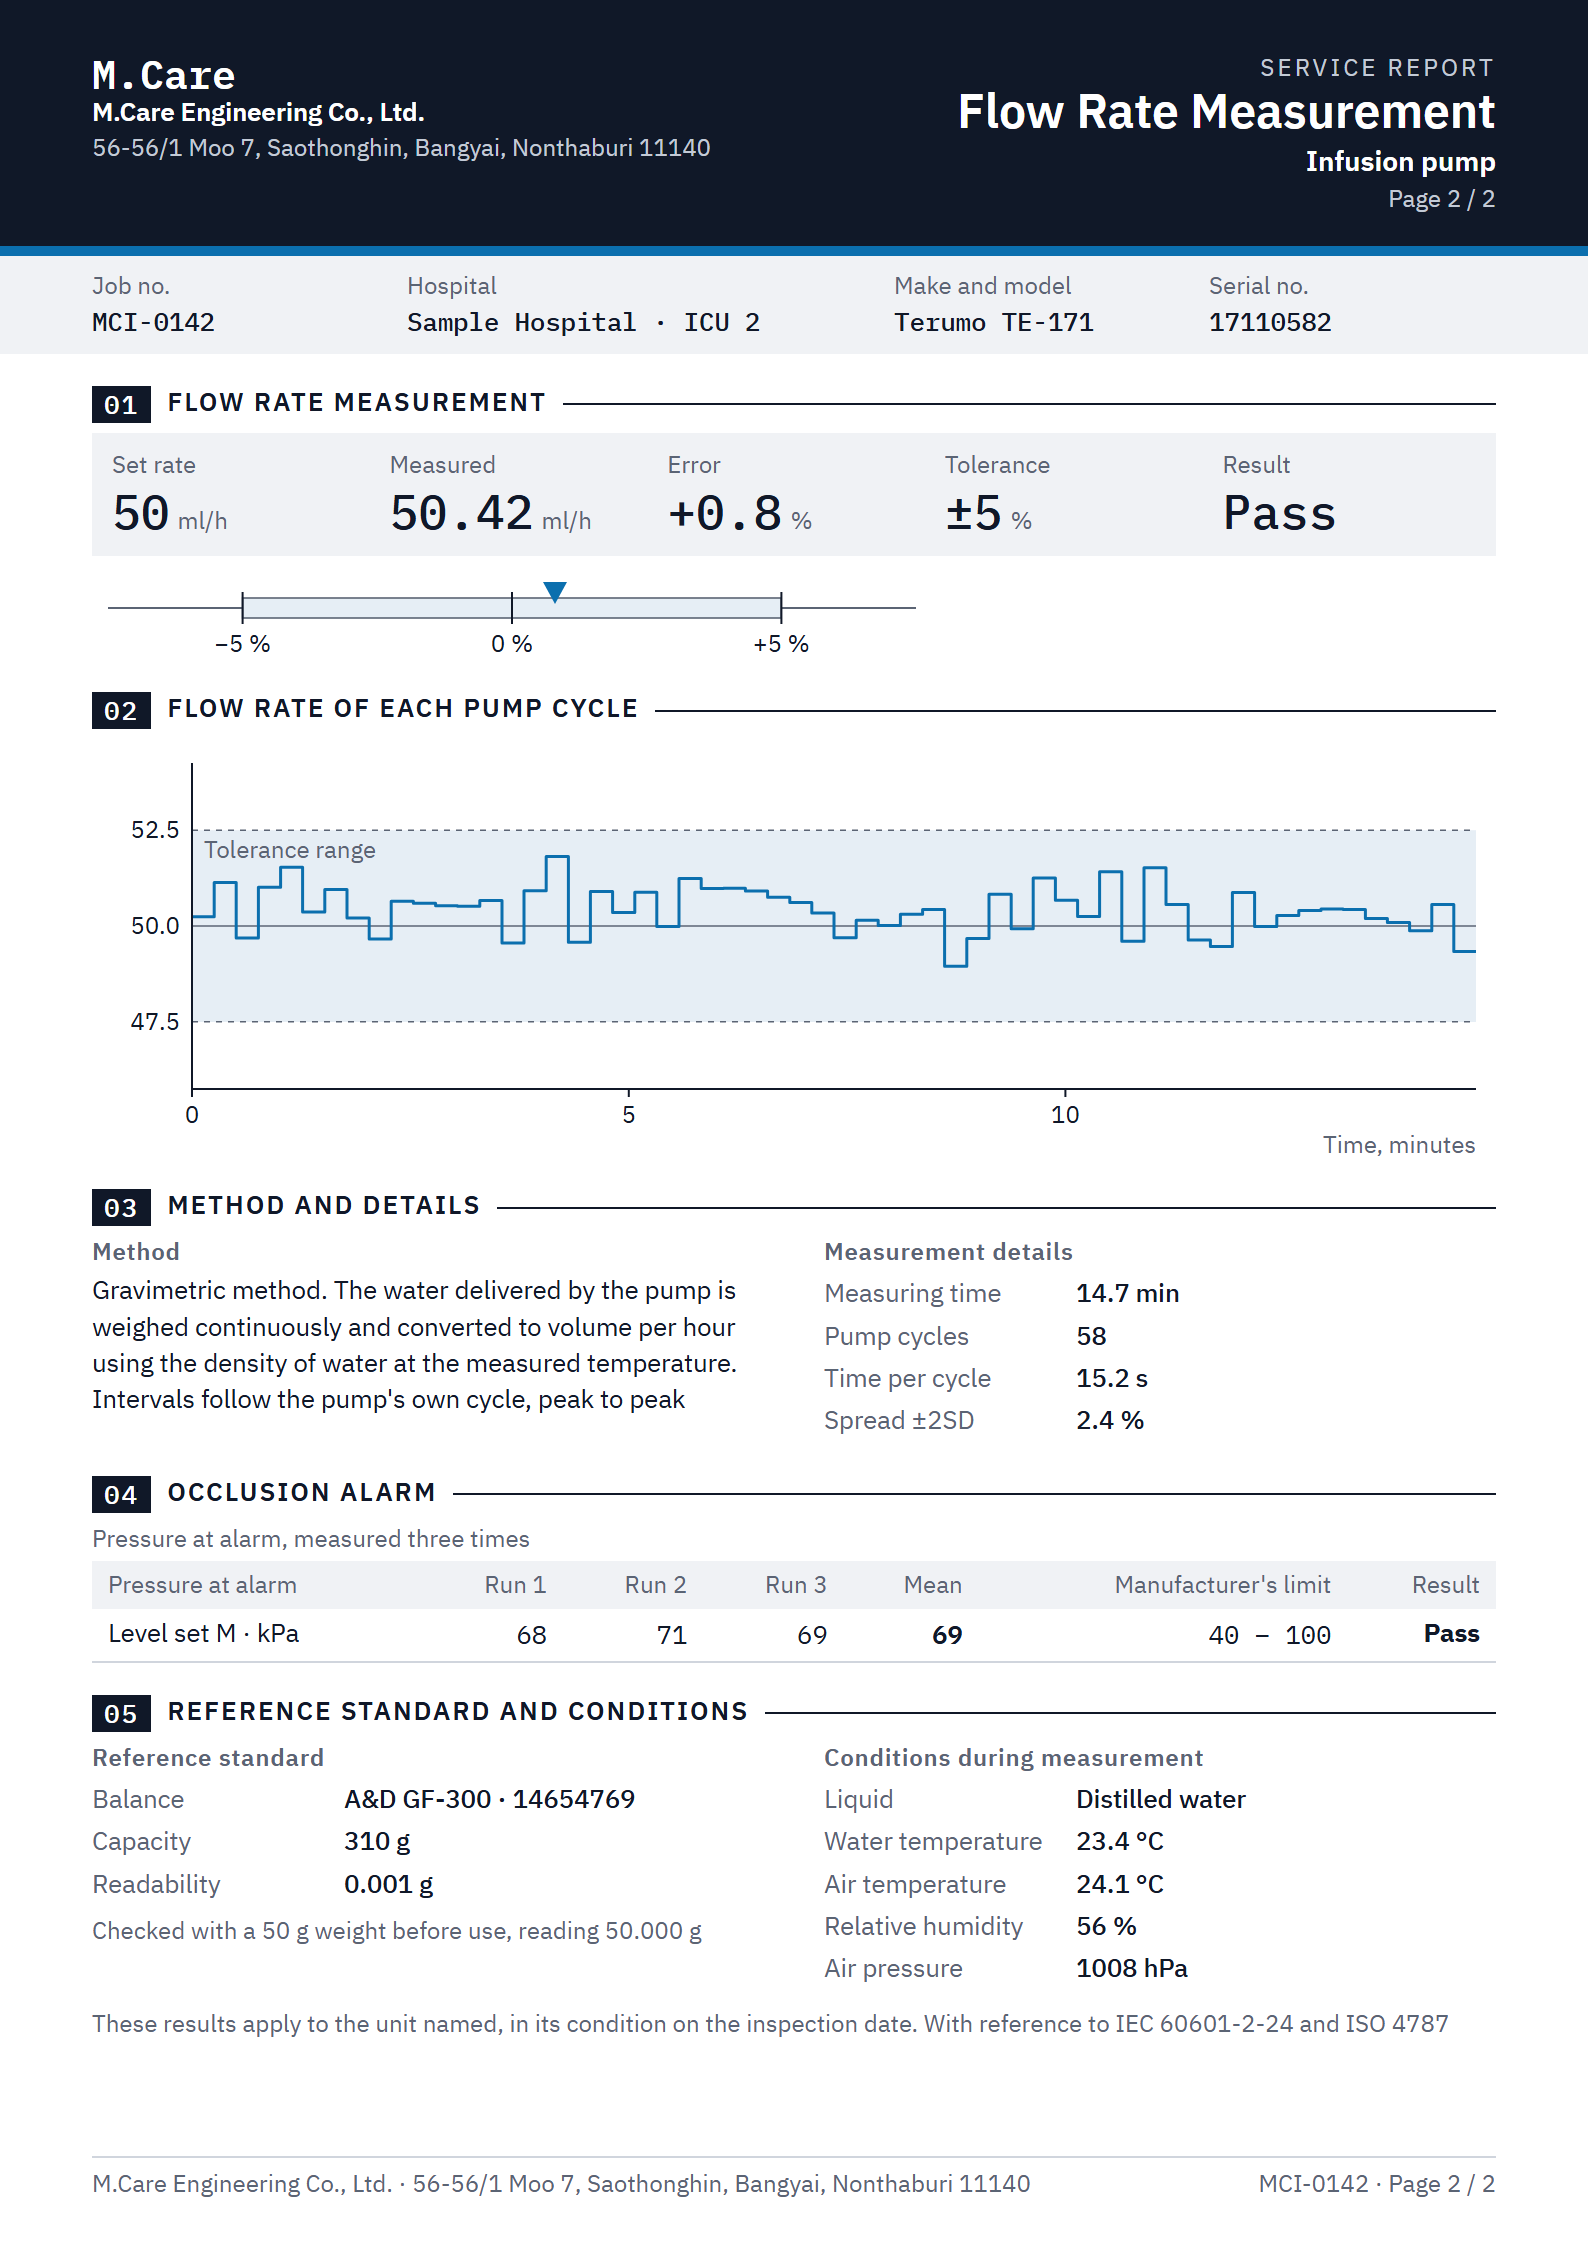 M.Care
M.Care Engineering Co., Ltd.
56-56/1 Moo 7, Saothonghin, Bangyai, Nonthaburi 11140
SERVICE REPORT
Flow Rate Measurement
Infusion pump
Page 2 / 2
Job no. Hospital Make and model Serial no.
MCI-0142 Sample Hospital · ICU 2 Terumo TE-171 17110582
01 FLOW RATE MEASUREMENT
Set rate Measured Error Tolerance Result
50 ml/h 50.42 ml/h +0.8 % ±5 % Pass
−5 % 0 % +5 %
02 FLOW RATE OF EACH PUMP CYCLE
52.5
Tolerance range
50.0
47.5
0 5 10
Time, minutes
03 METHOD AND DETAILS
Method
Gravimetric method. The water delivered by the pump is
weighed continuously and converted to volume per hour
using the density of water at the measured temperature.
Intervals follow the pump's own cycle, peak to peak
Measurement details
Measuring time 14.7 min
Pump cycles 58
Time per cycle 15.2 s
Spread ±2SD 2.4 %
04 OCCLUSION ALARM
Pressure at alarm, measured three times
Pressure at alarm Run 1 Run 2 Run 3 Mean Manufacturer's limit Result
Level set M · kPa 68 71 69 69 40 – 100 Pass
05 REFERENCE STANDARD AND CONDITIONS
Reference standard
Balance A&D GF-300 · 14654769
Capacity 310 g
Readability 0.001 g
Checked with a 50 g weight before use, reading 50.000 g
Conditions during measurement
Liquid Distilled water
Water temperature 23.4 °C
Air temperature 24.1 °C
Relative humidity 56 %
Air pressure 1008 hPa
These results apply to the unit named, in its condition on the inspection date. With reference to IEC 60601-2-24 and ISO 4787
M.Care Engineering Co., Ltd. · 56-56/1 Moo 7, Saothonghin, Bangyai, Nonthaburi 11140 MCI-0142 · Page 2 / 2